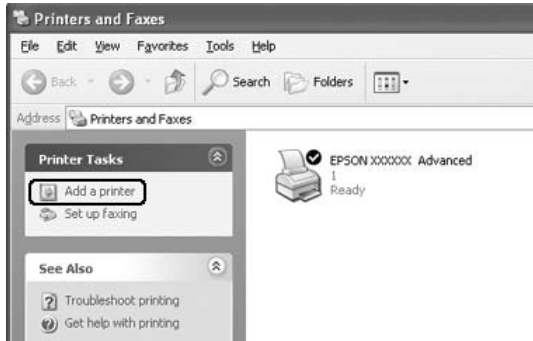 Printers and Faxes
File Edit View Favorites Tools Help
Back Search Folders
Address Printers and Faxes
Printer Tasks
Add a printer
Set up faxing
See Also
Troubleshoot printing
Get help with printing
EPSON XXXXXX Advanced
1
Ready